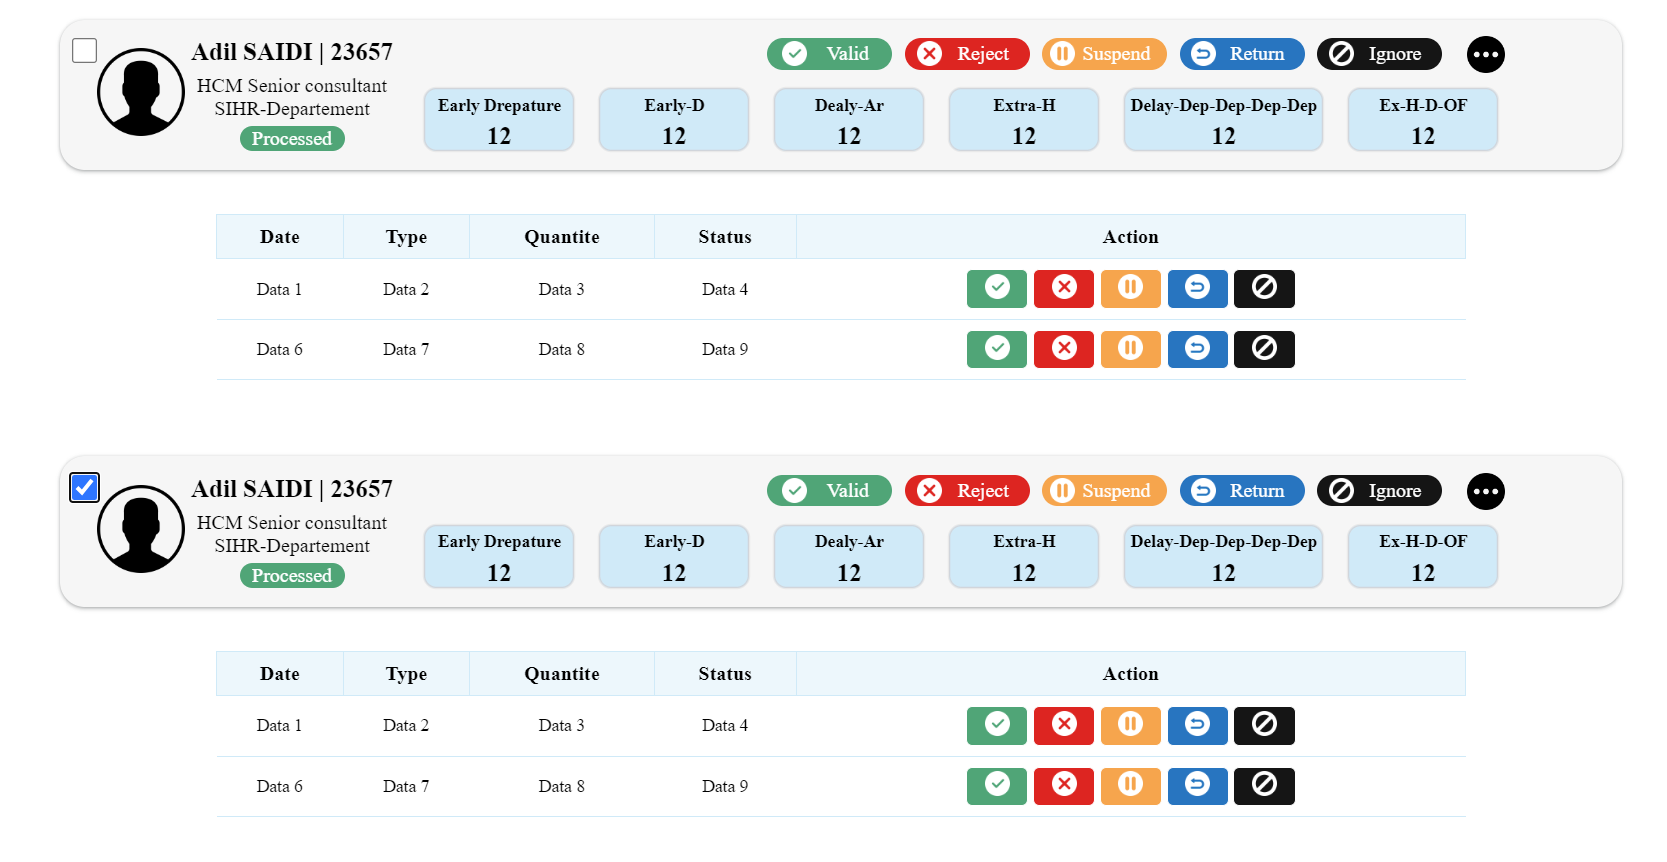 Adil SAIDI | 23657
HCM Senior consultant
SIHR-Departement
Processed
Valid Reject Suspend Return Ignore
Early Drepature Early-D Dealy-Ar Extra-H Delay-Dep-Dep-Dep-Dep Ex-H-D-OF
12 12 12 12 12 12
Date Type Quantite Status Action
Data 1 Data 2 Data 3 Data 4
Data 6 Data 7 Data 8 Data 9
Adil SAIDI | 23657
HCM Senior consultant
SIHR-Departement
Processed
Valid Reject Suspend Return Ignore
Early Drepature Early-D Dealy-Ar Extra-H Delay-Dep-Dep-Dep-Dep Ex-H-D-OF
12 12 12 12 12 12
Date Type Quantite Status Action
Data 1 Data 2 Data 3 Data 4
Data 6 Data 7 Data 8 Data 9